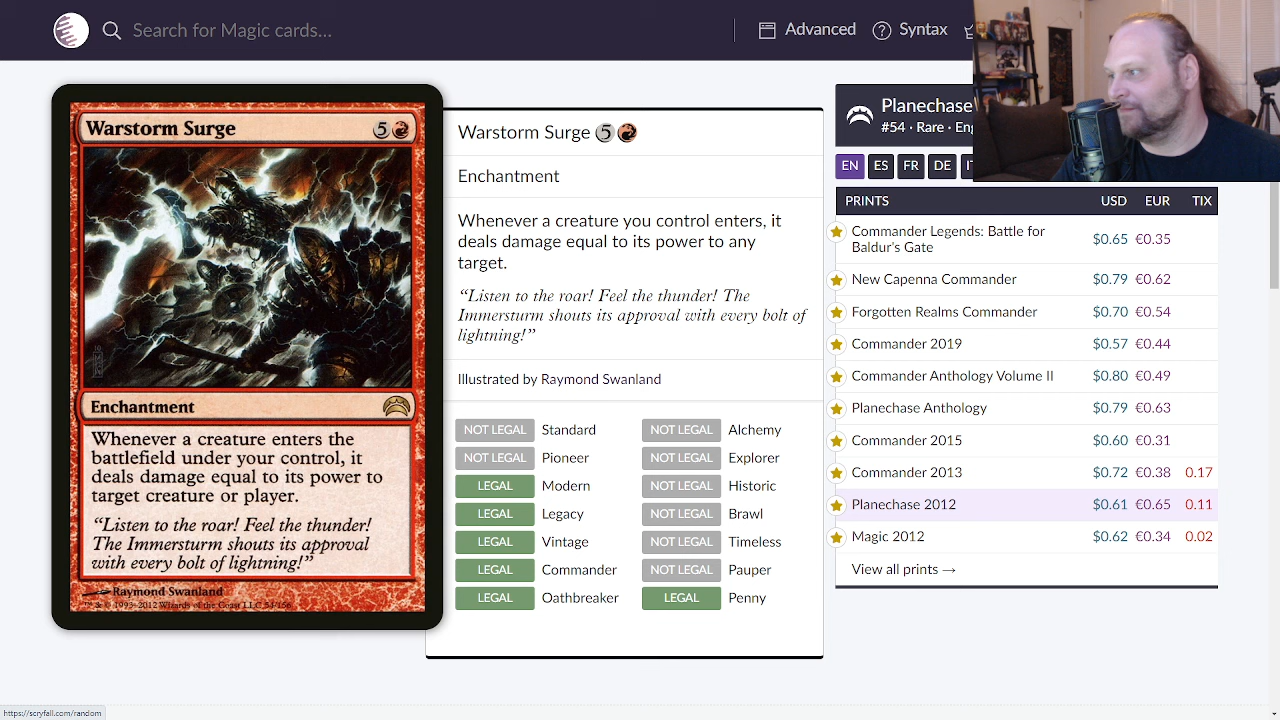 Search for Magic cards…
Advanced
Syntax
Warstorm Surge 5
Enchantment
Whenever a creature enters the
battlefield under your control, it
deals damage equal to its power to
target creature or player.
“Listen to the roar! Feel the thunder!
The Immersturm shouts its approval
with every bolt of lightning!”
Raymond Swanland
™ & © 1993-2012 Wizards of the Coast LLC 54/156
Warstorm Surge 5
Enchantment
Whenever a creature you control enters, it
deals damage equal to its power to any
target.
“Listen to the roar! Feel the thunder! The
Immersturm shouts its approval with every bolt of
lightning!”
Illustrated by Raymond Swanland
NOT LEGAL Standard NOT LEGAL Alchemy
NOT LEGAL Pioneer NOT LEGAL Explorer
LEGAL Modern NOT LEGAL Historic
LEGAL Legacy NOT LEGAL Brawl
LEGAL Vintage NOT LEGAL Timeless
LEGAL Commander NOT LEGAL Pauper
LEGAL Oathbreaker LEGAL Penny
Planechase
#54 · Rare ·
EN ES FR DE
PRINTS USD EUR TIX
Commander Legends: Battle for
Baldur's Gate $0.65 €0.35
New Capenna Commander $0.79 €0.62
Forgotten Realms Commander $0.70 €0.54
Commander 2019 $0.57 €0.44
Commander Anthology Volume II $0.80 €0.49
Planechase Anthology $0.79 €0.63
Commander 2015 $0.60 €0.31
Commander 2013 $0.72 €0.38 0.17
Planechase 2012 $0.61 €0.65 0.11
Magic 2012 $0.62 €0.34 0.02
View all prints →
https://scryfall.com/random